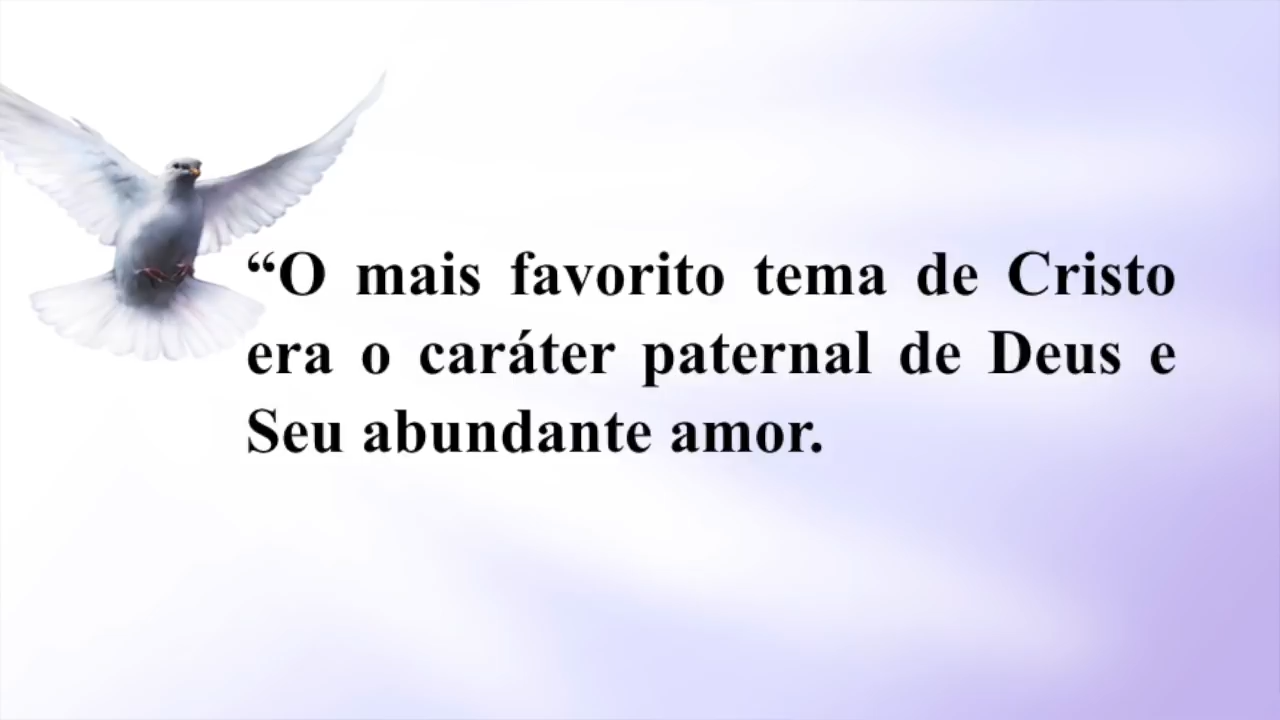 “O mais favorito tema de Cristo
era o caráter paternal de Deus e
Seu abundante amor.